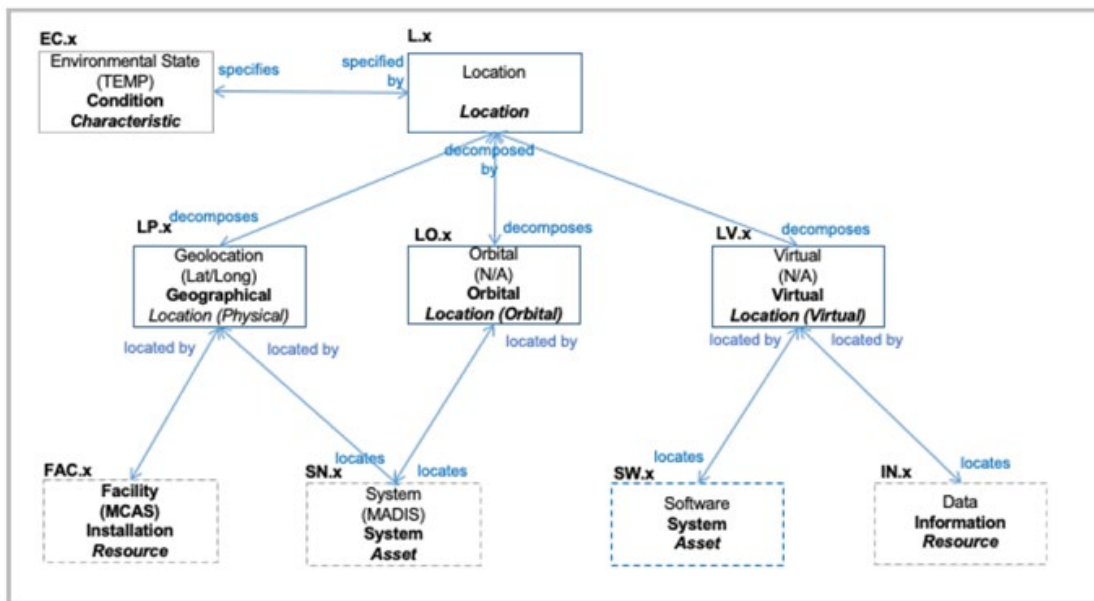 EC.x
Environmental State
(TEMP)
Condition
Characteristic
specifies
specified
by
L.x
Location
Location
decomposed
by
decomposes
decomposes
decomposes
LP.x
Geolocation
(Lat/Long)
Geographical
Location (Physical)
LO.x
Orbital
(N/A)
Orbital
Location (Orbital)
LV.x
Virtual
(N/A)
Virtual
Location (Virtual)
located by
located by
located by
located by
located by
locates
locates
locates
locates
FAC.x
Facility
(MCAS)
Installation
Resource
SN.x
System
(MADIS)
System
Asset
SW.x
Software
System
Asset
IN.x
Data
Information
Resource